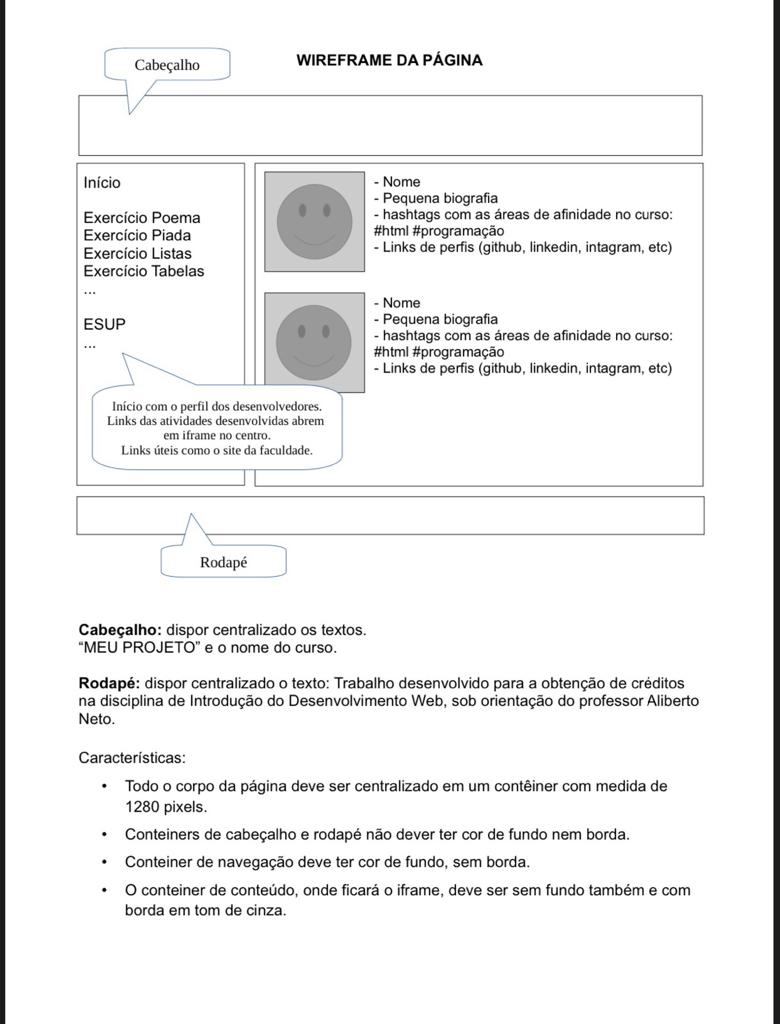 Cabeçalho
WIREFRAME DA PÁGINA
Início
Exercício Poema
Exercício Piada
Exercício Listas
Exercício Tabelas
...
ESUP
...
- Nome
- Pequena biografia
- hashtags com as áreas de afinidade no curso:
#html #programação
- Links de perfis (github, linkedin, intagram, etc)
- Nome
- Pequena biografia
- hashtags com as áreas de afinidade no curso:
#html #programação
- Links de perfis (github, linkedin, intagram, etc)
Início com o perfil dos desenvolvedores.
Links das atividades desenvolvidas abrem
em iframe no centro.
Links úteis como o site da faculdade.
Rodapé
Cabeçalho: dispor centralizado os textos.
“MEU PROJETO” e o nome do curso.
Rodapé: dispor centralizado o texto: Trabalho desenvolvido para a obtenção de créditos
na disciplina de Introdução do Desenvolvimento Web, sob orientação do professor Aliberto
Neto.
Características:
• Todo o corpo da página deve ser centralizado em um contêiner com medida de
1280 pixels.
• Conteiners de cabeçalho e rodapé não dever ter cor de fundo nem borda.
• Conteiner de navegação deve ter cor de fundo, sem borda.
• O conteiner de conteúdo, onde ficará o iframe, deve ser sem fundo também e com
borda em tom de cinza.